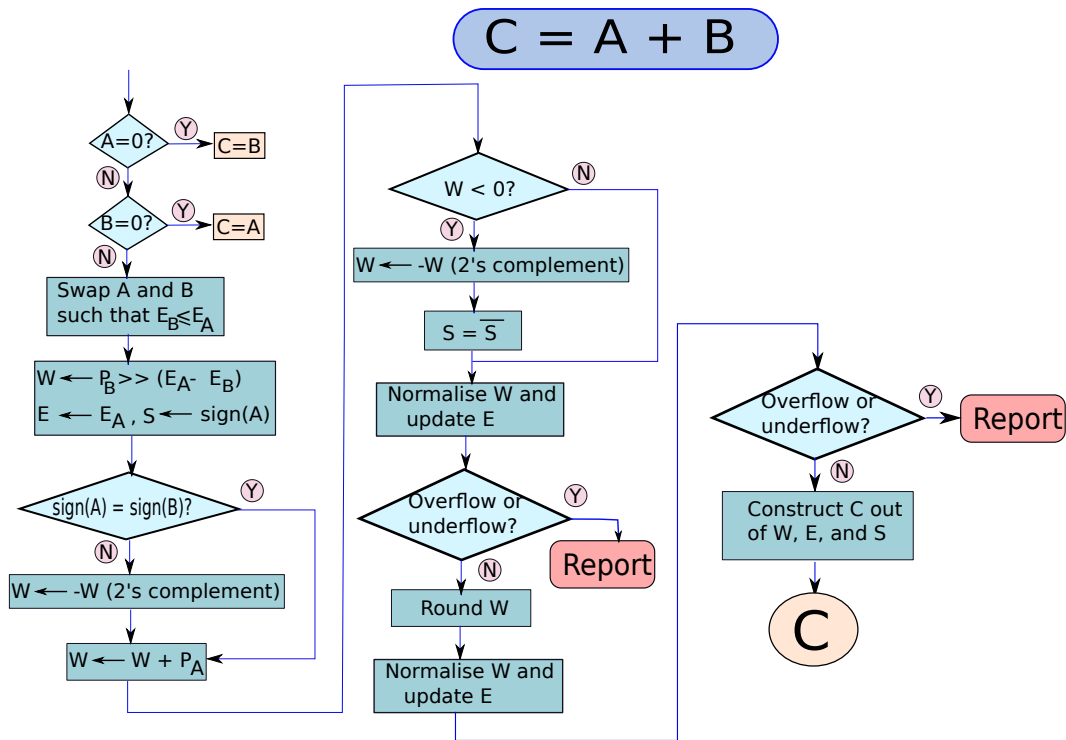 C = A + B
A=0?
Y
C=B
N
B=0?
Y
C=A
N
Swap A and B
such that E_B≤E_A
W ← P_B>> (E_A- E_B)
E ← E_A , S ← sign(A)
sign(A) = sign(B)?
Y
N
W ← -W (2's complement)
W ← W + P_A
W < 0?
N
Y
W ← -W (2's complement)
S = S̅
Normalise W and
update E
Overflow or
underflow?
Y
Report
N
Round W
Normalise W and
update E
Overflow or
underflow?
Y
Report
N
Construct C out
of W, E, and S
C